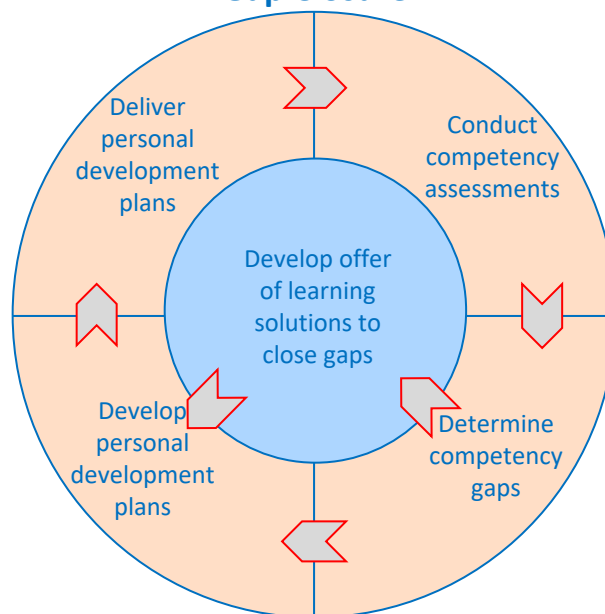 Deliver
personal
development
plans
Conduct
competency
assessments
Develop offer
of learning
solutions to
close gaps
Develop
personal
development
plans
Determine
competency
gaps